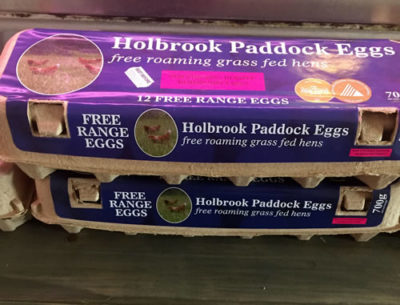 Holbrook Paddock Eggs
free roaming grass fed hens
12 FREE RANGE EGGS
FREE
RANGE
EGGS
Holbrook Paddock Eggs
free roaming grass fed hens
FREE
RANGE
EGGS
Holbrook Paddock Eggs
free roaming grass fed hens
700g